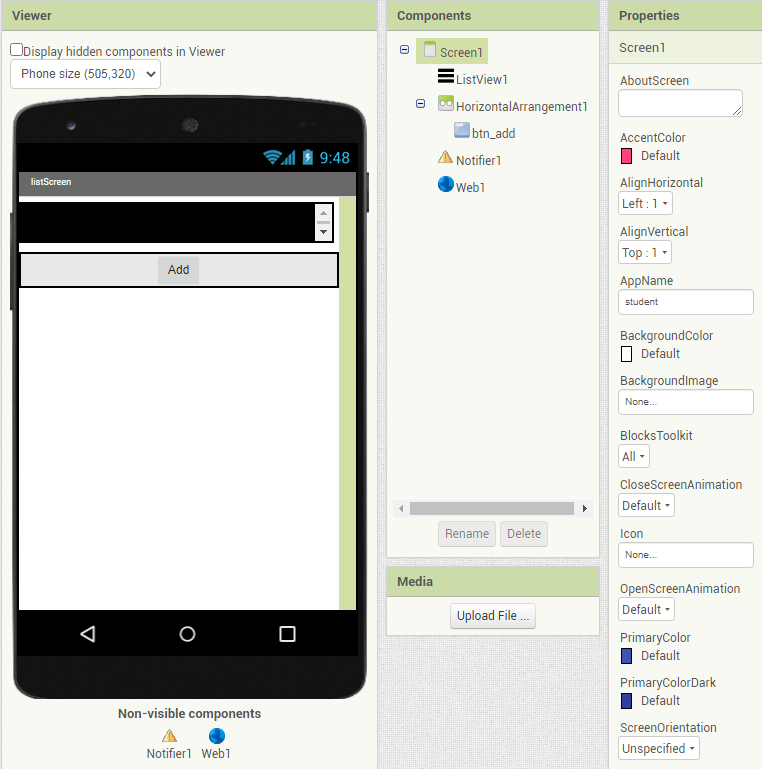 Viewer
Display hidden components in Viewer
Phone size (505,320)
9:48
listScreen
Add
Non-visible components
Notifier1
Web1
Components
Screen1
ListView1
HorizontalArrangement1
btn_add
Notifier1
Web1
Rename
Delete
Media
Upload File ...
Properties
Screen1
AboutScreen
AccentColor
Default
AlignHorizontal
Left : 1
AlignVertical
Top : 1
AppName
student
BackgroundColor
Default
BackgroundImage
None...
BlocksToolkit
All
CloseScreenAnimation
Default
Icon
None...
OpenScreenAnimation
Default
PrimaryColor
Default
PrimaryColorDark
Default
ScreenOrientation
Unspecified